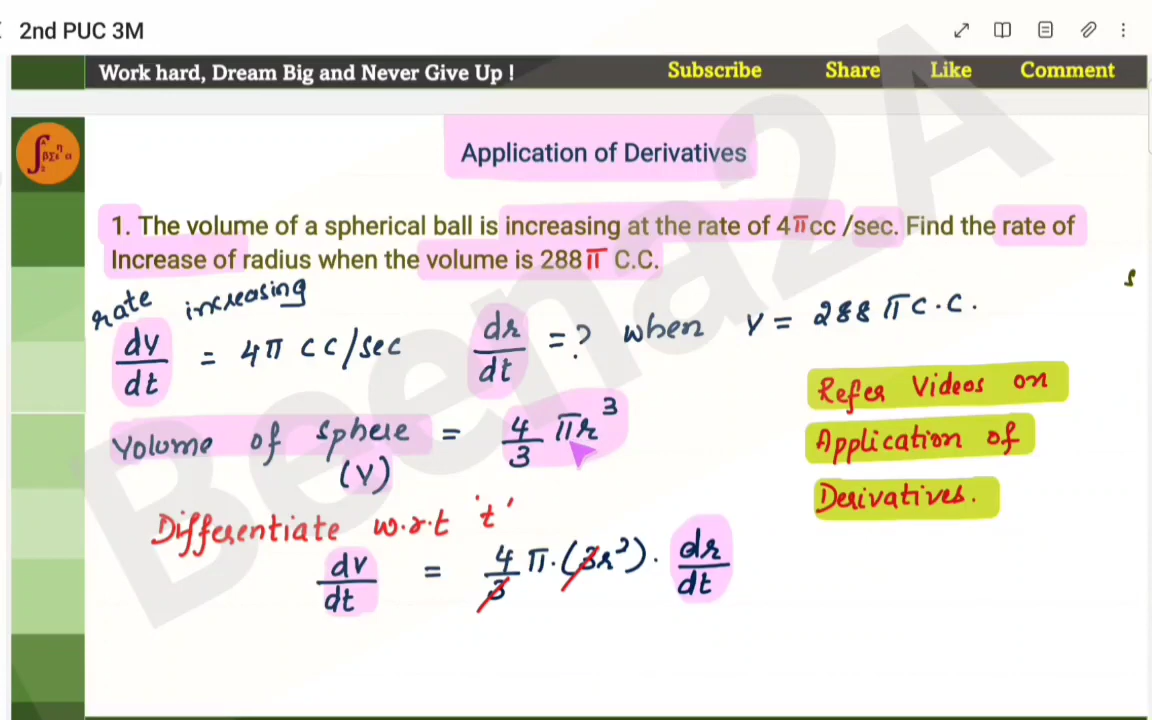 2nd PUC 3M
Work hard, Dream Big and Never Give Up ! Subscribe Share Like Comment
Application of Derivatives
1. The volume of a spherical ball is increasing at the rate of 4πcc /sec. Find the rate of
Increase of radius when the volume is 288π C.C.
rate increasing
dv/dt = 4π cc/sec dr/dt = ? when V = 288 π C.C.
Refer Videos on
Application of
Derivatives.
Volume of sphere = 4/3 πr³
(V)
Differentiate w.r.t 't'
dv/dt = 4/3 π.(3r²). dr/dt
Beena2A